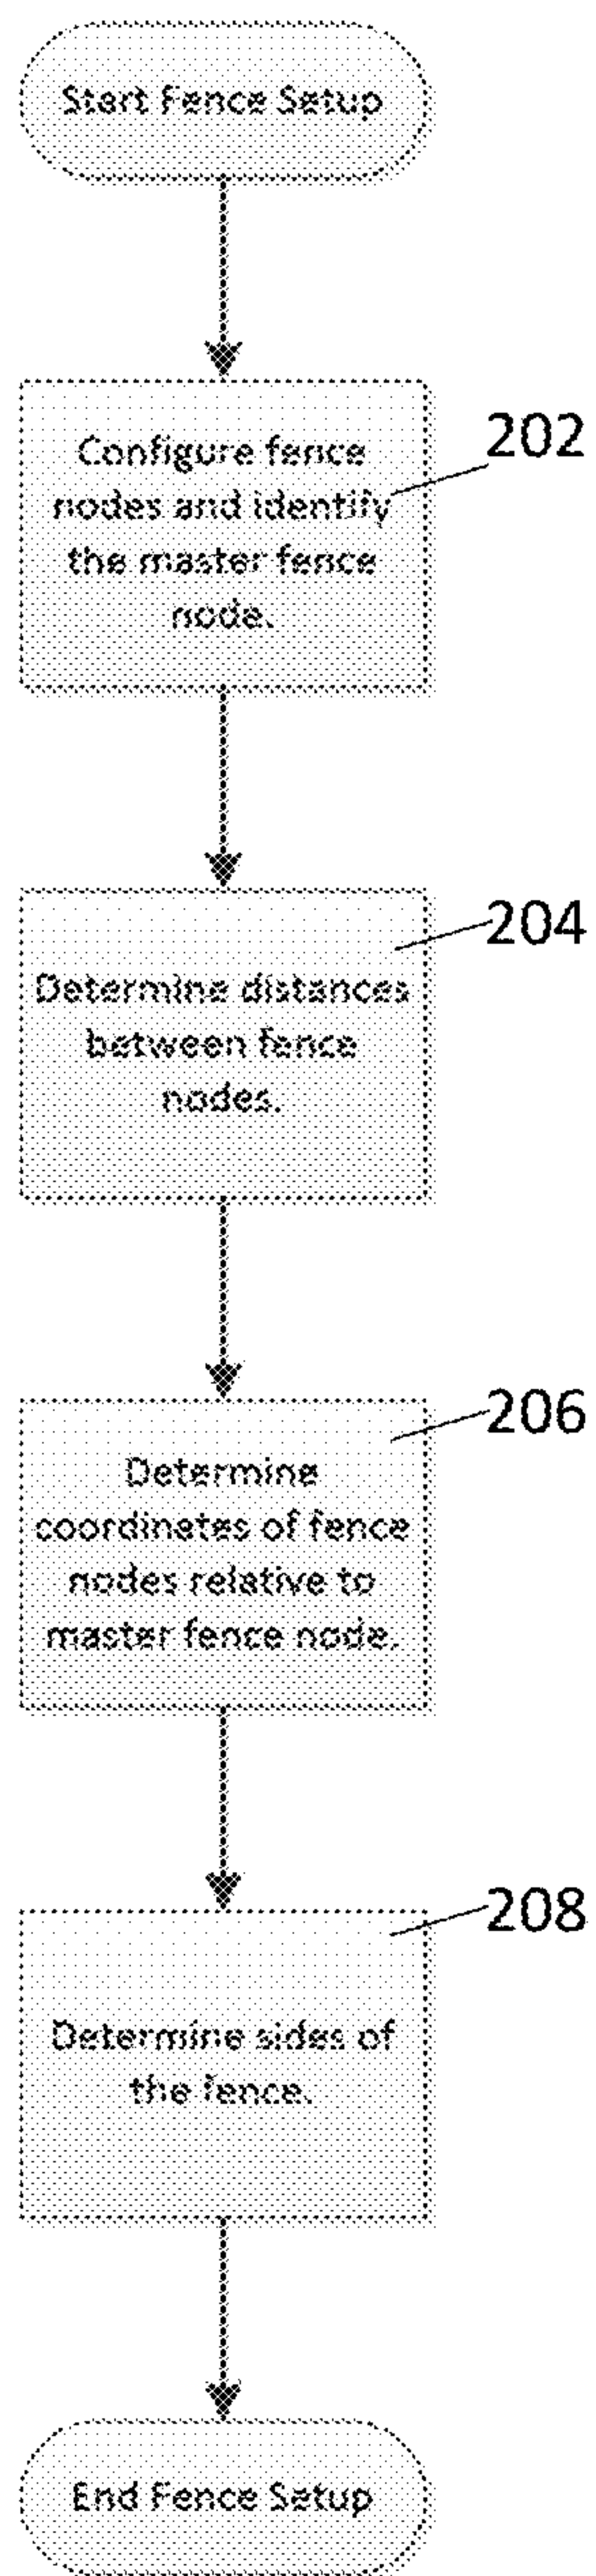 Start Fence Setup
Configure fence
nodes and identify
the master fence
node.
202
Determine distances
between fence
nodes.
204
Determine
coordinates of fence
nodes relative to
master fence node.
206
Determine sides of
the fence.
208
End Fence Setup